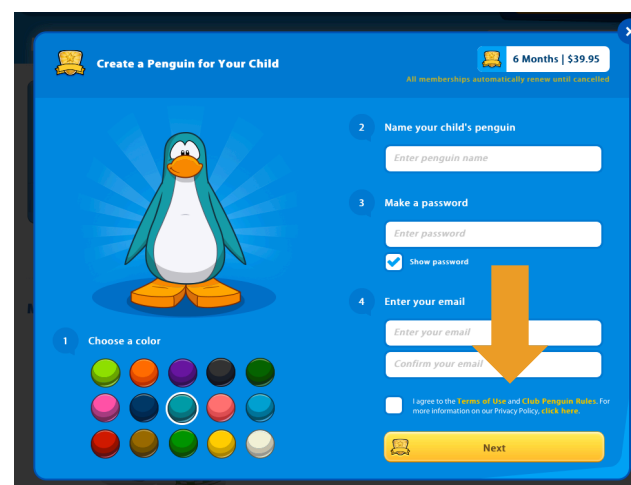 Create a Penguin for Your Child
6 Months | $39.95
All memberships automatically renew until cancelled
2 Name your child's penguin
Enter penguin name
3 Make a password
Enter password
Show password
4 Enter your email
Enter your email
Confirm your email
1 Choose a color
I agree to the Terms of Use and Club Penguin Rules. For
more information on our Privacy Policy, click here.
Next